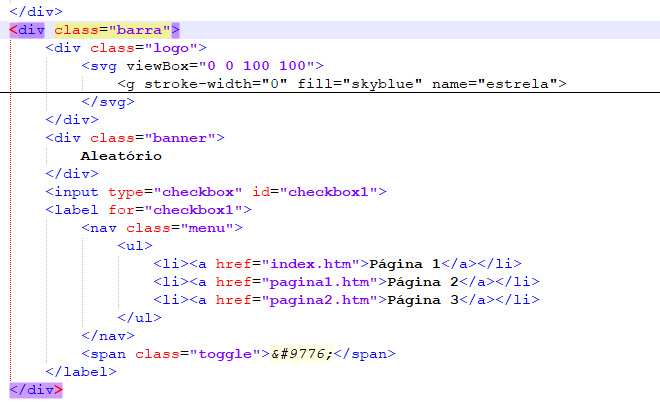 </div>
<div class="barra">
<div class="logo">
<svg viewBox="0 0 100 100">
<g stroke-width="0" fill="skyblue" name="estrela">
</svg>
</div>
<div class="banner">
Aleatório
</div>
<input type="checkbox" id="checkbox1">
<label for="checkbox1">
<nav class="menu">
<ul>
<li><a href="index.htm">Página 1</a></li>
<li><a href="pagina1.htm">Página 2</a></li>
<li><a href="pagina2.htm">Página 3</a></li>
</ul>
</nav>
<span class="toggle">&#9776;</span>
</label>
</div>